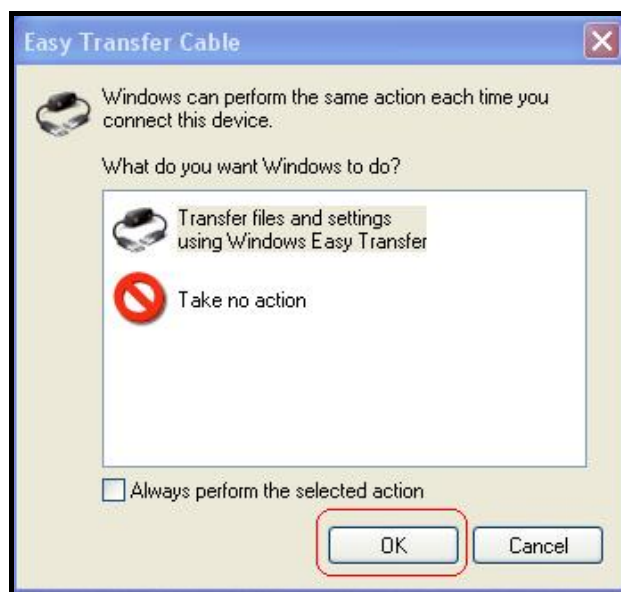 Easy Transfer Cable
Windows can perform the same action each time you
connect this device.
What do you want Windows to do?
Transfer files and settings
using Windows Easy Transfer
Take no action
Always perform the selected action
OK
Cancel